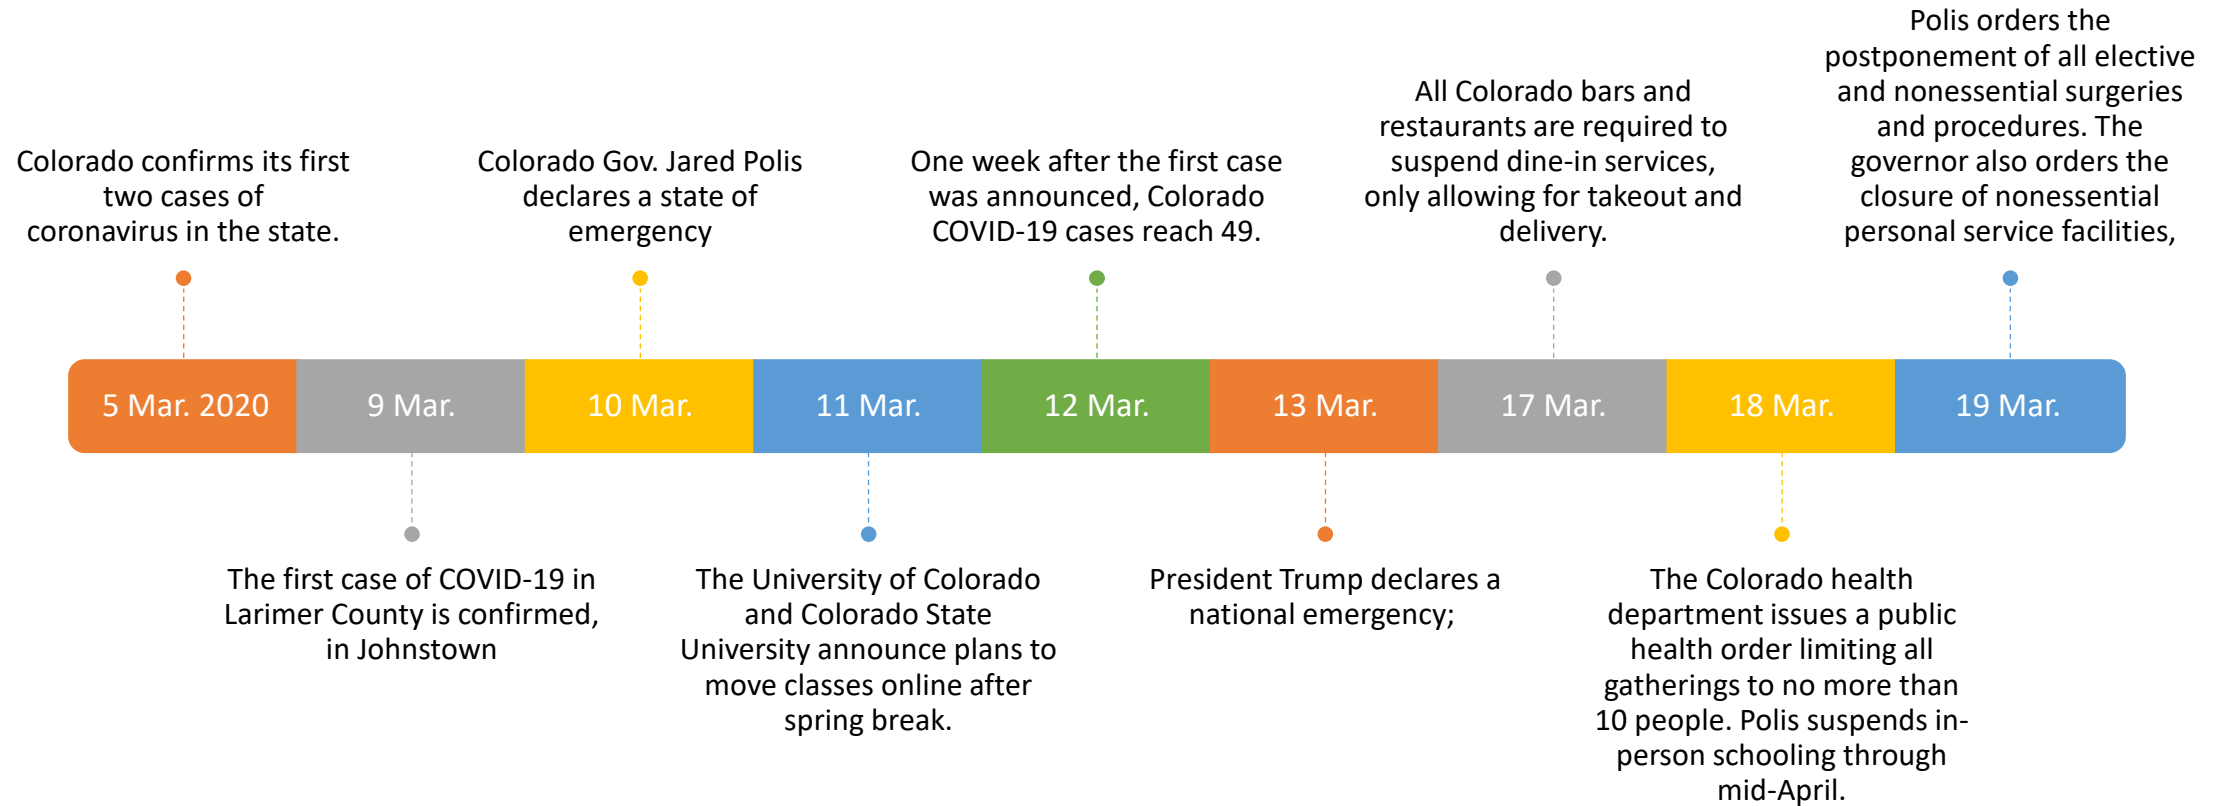 Colorado confirms its first
two cases of
coronavirus in the state.
Colorado Gov. Jared Polis
declares a state of
emergency
One week after the first case
was announced, Colorado
COVID-19 cases reach 49.
All Colorado bars and
restaurants are required to
suspend dine-in services,
only allowing for takeout and
delivery.
Polis orders the
postponement of all elective
and nonessential surgeries
and procedures. The
governor also orders the
closure of nonessential
personal service facilities,
5 Mar. 2020
9 Mar.
10 Mar.
11 Mar.
12 Mar.
13 Mar.
17 Mar.
18 Mar.
19 Mar.
The first case of COVID-19 in
Larimer County is confirmed,
in Johnstown
The University of Colorado
and Colorado State
University announce plans to
move classes online after
spring break.
President Trump declares a
national emergency;
The Colorado health
department issues a public
health order limiting all
gatherings to no more than
10 people. Polis suspends in-
person schooling through
mid-April.